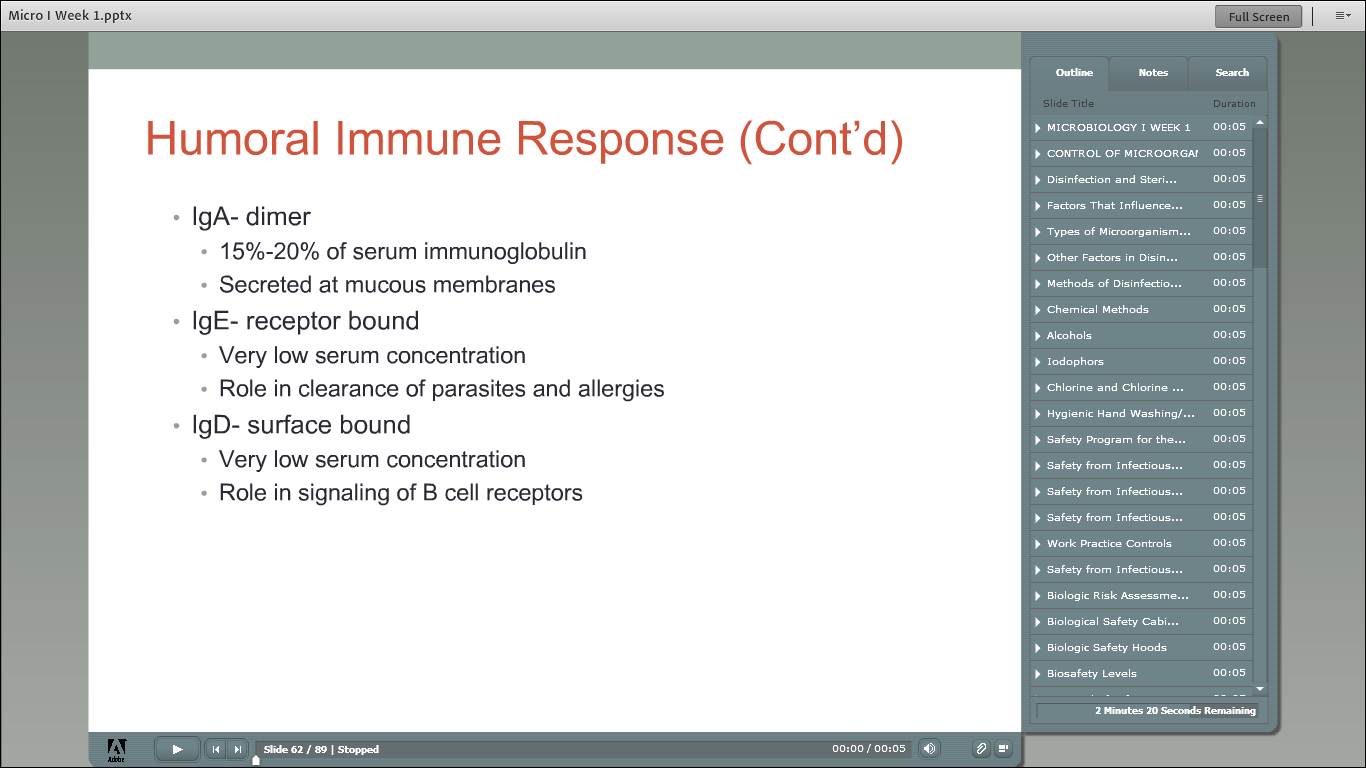 Micro I Week 1.pptx
Full Screen
Humoral Immune Response (Cont'd)
• IgA- dimer
• 15%-20% of serum immunoglobulin
• Secreted at mucous membranes
• IgE- receptor bound
• Very low serum concentration
• Role in clearance of parasites and allergies
• IgD- surface bound
• Very low serum concentration
• Role in signaling of B cell receptors
Outline Notes Search
Slide Title Duration
MICROBIOLOGY I WEEK 1 00:05
CONTROL OF MICROORGAN 00:05
Disinfection and Steri... 00:05
Factors That Influence... 00:05
Types of Microorganism... 00:05
Other Factors in Disin... 00:05
Methods of Disinfectio... 00:05
Chemical Methods 00:05
Alcohols 00:05
Iodophors 00:05
Chlorine and Chlorine ... 00:05
Hygienic Hand Washing/... 00:05
Safety Program for the... 00:05
Safety from Infectious... 00:05
Safety from Infectious... 00:05
Safety from Infectious... 00:05
Work Practice Controls 00:05
Safety from Infectious... 00:05
Biologic Risk Assessme... 00:05
Biological Safety Cabi... 00:05
Biologic Safety Hoods 00:05
Biosafety Levels 00:05
2 Minutes 20 Seconds Remaining
Adobe
Slide 62 / 89 | Stopped
00:00 / 00:05